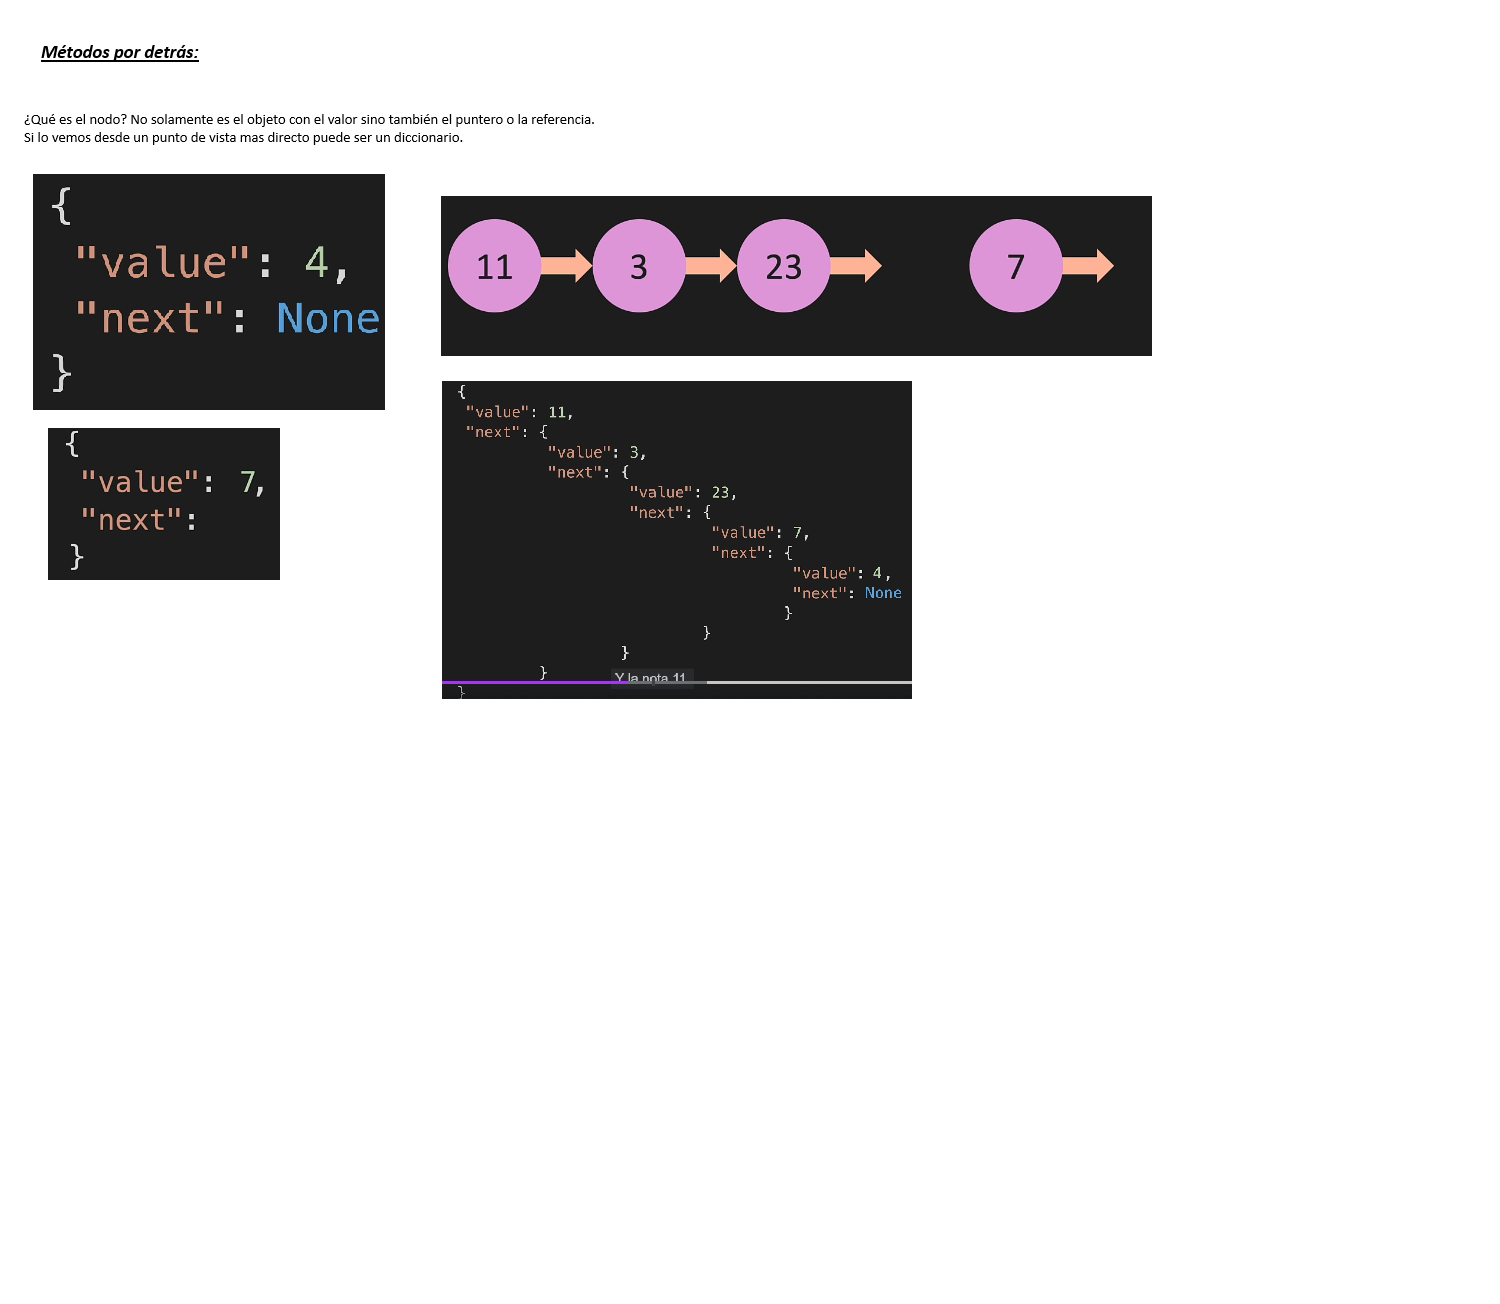 Métodos por detrás:
¿Qué es el nodo? No solamente es el objeto con el valor sino también el puntero o la referencia.
Si lo vemos desde un punto de vista mas directo puede ser un diccionario.
{
"value": 4,
"next": None
}
11 3 23 7
{
"value": 7,
"next":
}
{
"value": 11,
"next": {
"value": 3,
"next": {
"value": 23,
"next": {
"value": 7,
"next": {
"value": 4,
"next": None
}
}
}
}
Y la nota 11
}